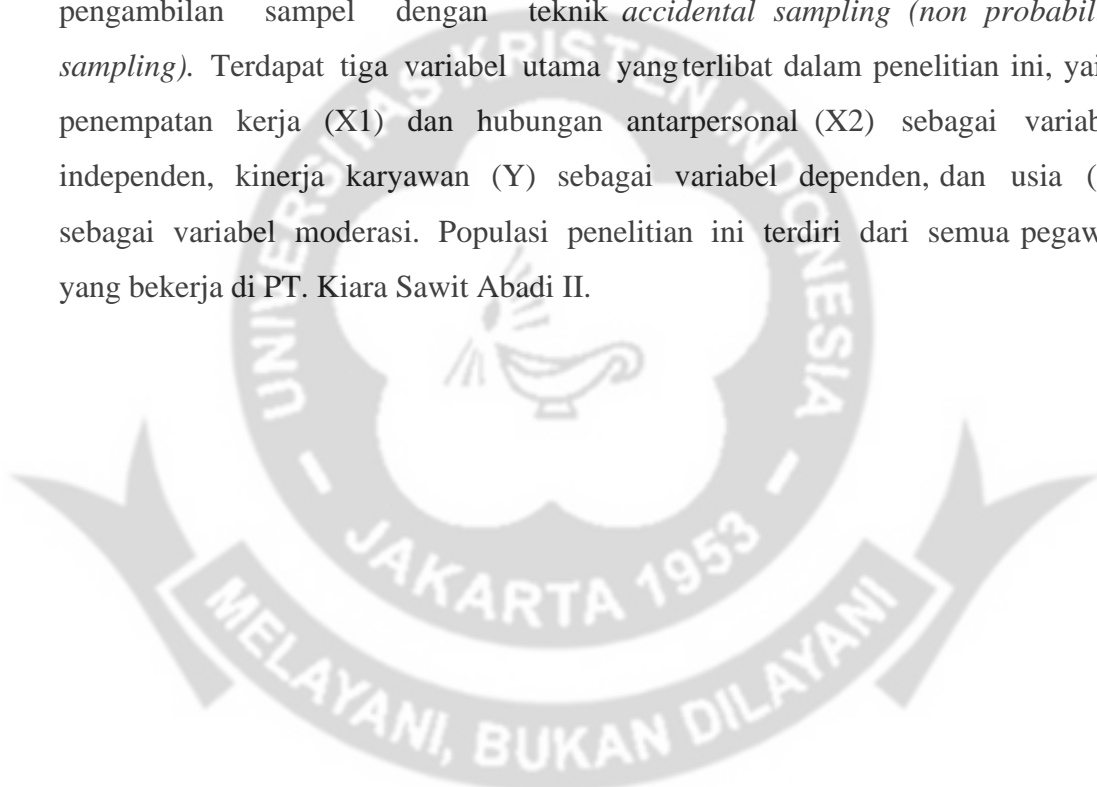 pengambilan sampel dengan teknik accidental sampling (non probabil
sampling). Terdapat tiga variabel utama yang terlibat dalam penelitian ini, yai
penempatan kerja (X1) dan hubungan antarpersonal (X2) sebagai variab
independen, kinerja karyawan (Y) sebagai variabel dependen, dan usia (
sebagai variabel moderasi. Populasi penelitian ini terdiri dari semua pegaw
yang bekerja di PT. Kiara Sawit Abadi II.
UNIVERSITAS KRISTEN INDONESIA
JAKARTA 1953
MELAYANI, BUKAN DILAYANI